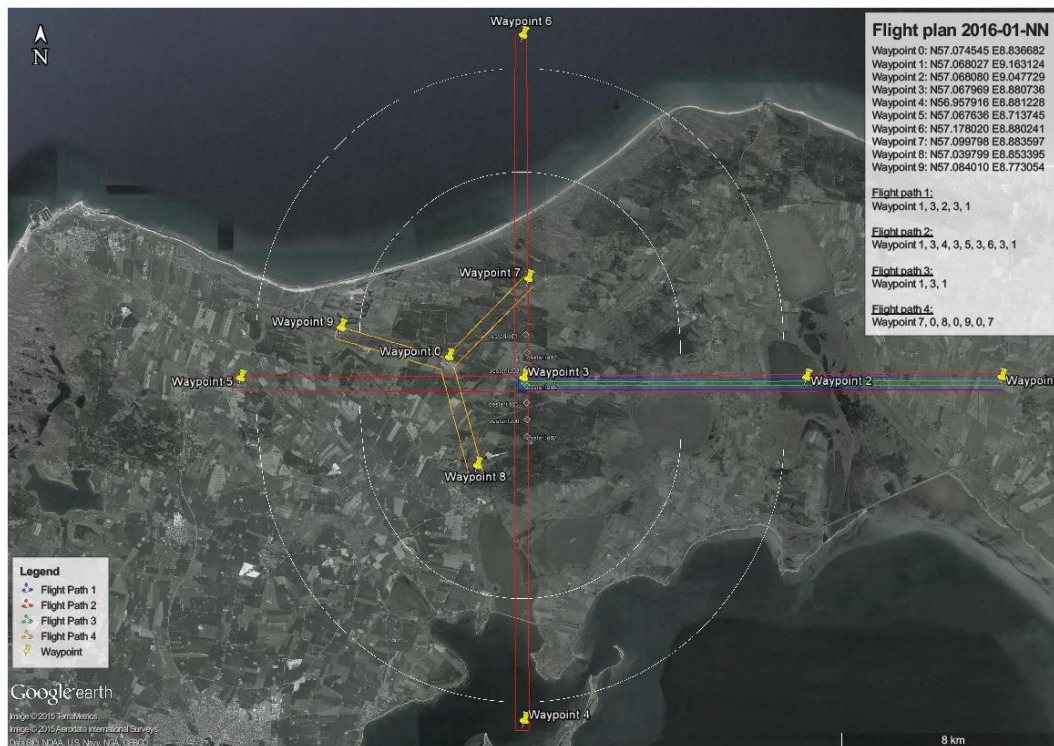 Waypoint 6
N
Flight plan 2016-01-NN
Waypoint 0: N57.074545 E8.836682
Waypoint 1: N57.068027 E9.163124
Waypoint 2: N57.068080 E9.047729
Waypoint 3: N57.067969 E8.880736
Waypoint 4: N56.957916 E8.881228
Waypoint 5: N57.067636 E8.713745
Waypoint 6: N57.178020 E8.880241
Waypoint 7: N57.099798 E8.883597
Waypoint 8: N57.039799 E8.853395
Waypoint 9: N57.084010 E8.773054
Flight path 1:
Waypoint 1, 3, 2, 3, 1
Flight path 2:
Waypoint 1, 3, 4, 3, 5, 3, 6, 3, 1
Flight path 3:
Waypoint 1, 3, 1
Flight path 4:
Waypoint 7, 0, 8, 0, 9, 0, 7
Waypoint 7
Waypoint 9
Waypoint 0
Waypoint 3
Waypoint 5
Waypoint 2
Waypoin
Waypoint 8
Legend
Flight Path 1
Flight Path 2
Flight Path 3
Flight Path 4
Waypoint
Google earth
Waypoint 4
Image © 2015 TerraMetrics
Image © 2015 Aerodata International Surveys
Data SIO, NOAA, U.S. Navy, NGA, GEBCO
8 km